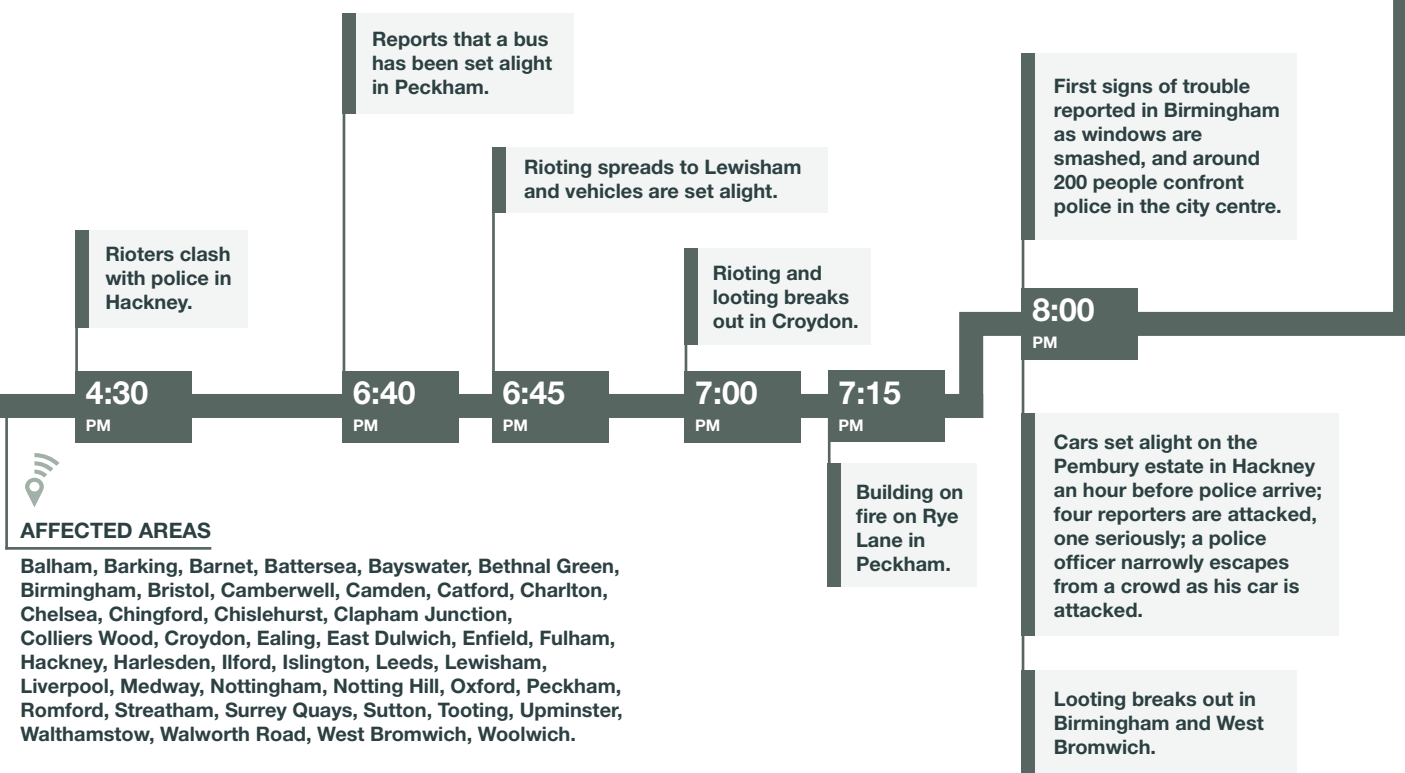 Rioters clash
with police in
Hackney.
4:30
PM
Reports that a bus
has been set alight
in Peckham.
6:40
PM
Rioting spreads to Lewisham
and vehicles are set alight.
6:45
PM
Rioting and
looting breaks
out in Croydon.
7:00
PM
7:15
PM
Building on
fire on Rye
Lane in
Peckham.
First signs of trouble
reported in Birmingham
as windows are
smashed, and around
200 people confront
police in the city centre.
8:00
PM
Cars set alight on the
Pembury estate in Hackney
an hour before police arrive;
four reporters are attacked,
one seriously; a police
officer narrowly escapes
from a crowd as his car is
attacked.
Looting breaks out in
Birmingham and West
Bromwich.
AFFECTED AREAS
Balham, Barking, Barnet, Battersea, Bayswater, Bethnal Green,
Birmingham, Bristol, Camberwell, Camden, Catford, Charlton,
Chelsea, Chingford, Chislehurst, Clapham Junction,
Colliers Wood, Croydon, Ealing, East Dulwich, Enfield, Fulham,
Hackney, Harlesden, Ilford, Islington, Leeds, Lewisham,
Liverpool, Medway, Nottingham, Notting Hill, Oxford, Peckham,
Romford, Streatham, Surrey Quays, Sutton, Tooting, Upminster,
Walthamstow, Walworth Road, West Bromwich, Woolwich.